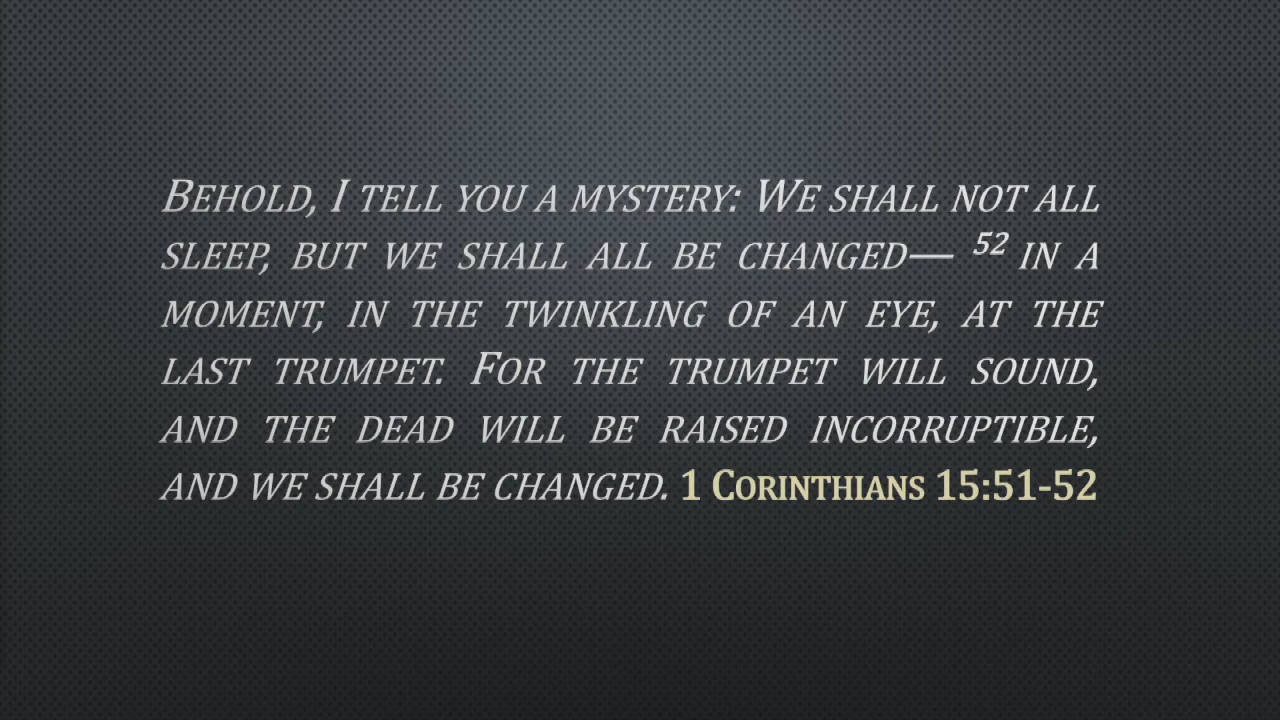 Behold, I tell you a mystery: We shall not all
sleep, but we shall all be changed— 52 in a
moment, in the twinkling of an eye, at the
last trumpet. For the trumpet will sound,
and the dead will be raised incorruptible,
and we shall be changed. 1 Corinthians 15:51-52